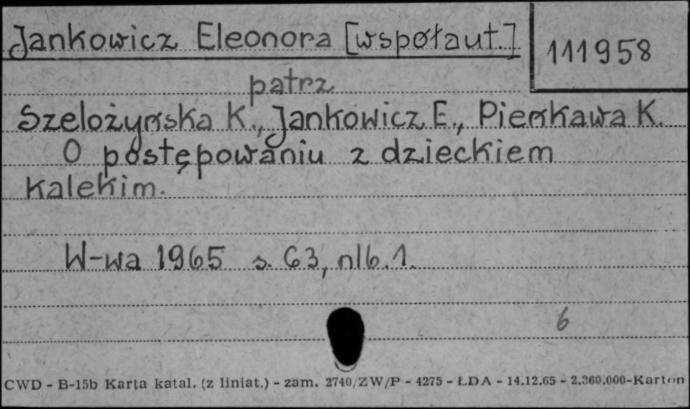 Jankowicz Eleonora [wspołaut.]
111958
patrz
Szelożyńska K., Jankowicz E., Pieńkawa K.
O postępowaniu z dzieckiem
kalekim.
W-wa 1965 s. 63, nlb. 1.
6
CWD - B-15b Karta katal. (z liniat.) - zam. 2740/ZW/P - 4275 - ŁDA - 14.12.65 - 2.360.000-Karton